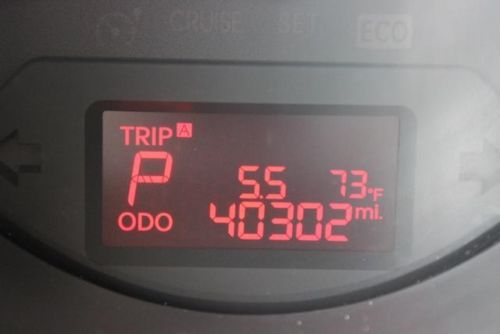 CRUISE SET ECO
TRIP A
P 5.5 73°F
ODO 40302 mi.